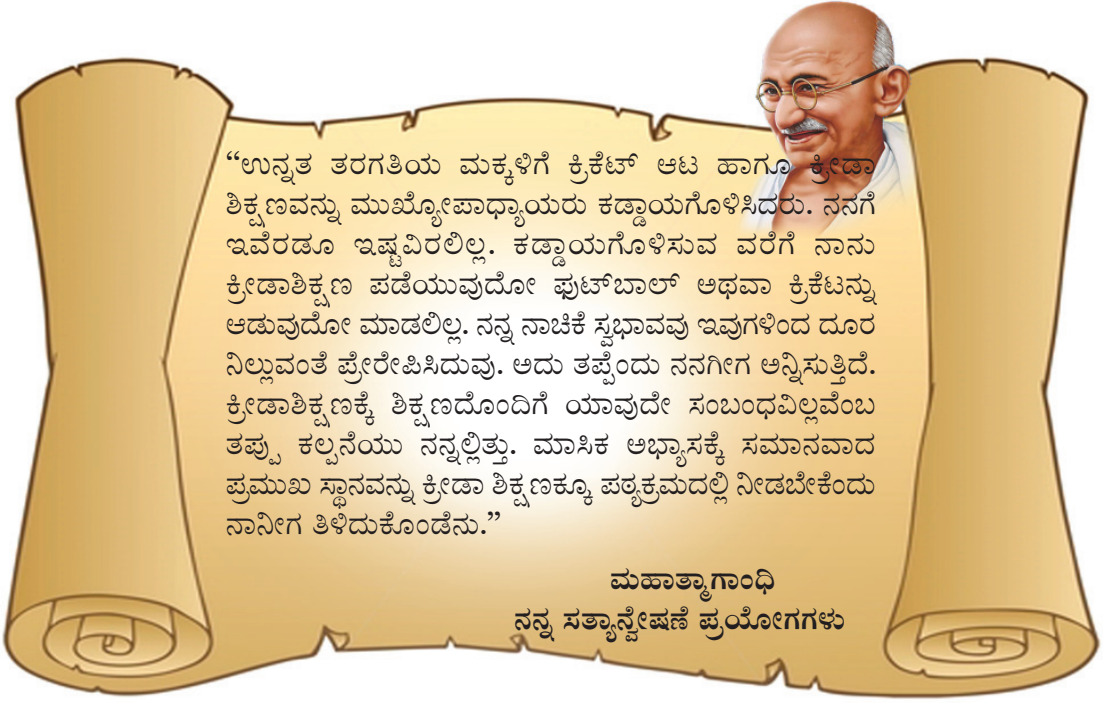 “ಉನ್ನತ ತರಗತಿಯ ಮಕ್ಕಳಿಗೆ ಕ್ರಿಕೆಟ್ ಆಟ ಹಾಗೂ ಕ್ರೀಡಾ
ಶಿಕ್ಷಣವನ್ನು ಮುಖ್ಯೋಪಾಧ್ಯಾಯರು ಕಡ್ಡಾಯಗೊಳಿಸಿದರು. ನನಗೆ
ಇವೆರಡೂ ಇಷ್ಟವಿರಲಿಲ್ಲ. ಕಡ್ಡಾಯಗೊಳಿಸುವ ವರೆಗೆ ನಾನು
ಕ್ರೀಡಾಶಿಕ್ಷಣ ಪಡೆಯುವುದೋ ಫುಟ್‌ಬಾಲ್ ಅಥವಾ ಕ್ರಿಕೆಟನ್ನು
ಆಡುವುದೋ ಮಾಡಲಿಲ್ಲ. ನನ್ನ ನಾಚಿಕೆ ಸ್ವಭಾವವು ಇವುಗಳಿಂದ ದೂರ
ನಿಲ್ಲುವಂತೆ ಪ್ರೇರೇಪಿಸಿದುವು. ಅದು ತಪ್ಪೆಂದು ನನಗೀಗ ಅನ್ನಿಸುತ್ತಿದೆ.
ಕ್ರೀಡಾಶಿಕ್ಷಣಕ್ಕೆ ಶಿಕ್ಷಣದೊಂದಿಗೆ ಯಾವುದೇ ಸಂಬಂಧವಿಲ್ಲವೆಂಬ
ತಪ್ಪು ಕಲ್ಪನೆಯು ನನ್ನಲ್ಲಿತ್ತು. ಮಾಸಿಕ ಅಭ್ಯಾಸಕ್ಕೆ ಸಮಾನವಾದ
ಪ್ರಮುಖ ಸ್ಥಾನವನ್ನು ಕ್ರೀಡಾ ಶಿಕ್ಷಣಕ್ಕೂ ಪಠ್ಯಕ್ರಮದಲ್ಲಿ ನೀಡಬೇಕೆಂದು
ನಾನೀಗ ತಿಳಿದುಕೊಂಡೆನು.”
ಮಹಾತ್ಮಾಗಾಂಧಿ
ನನ್ನ ಸತ್ಯಾನ್ವೇಷಣೆ ಪ್ರಯೋಗಗಳು